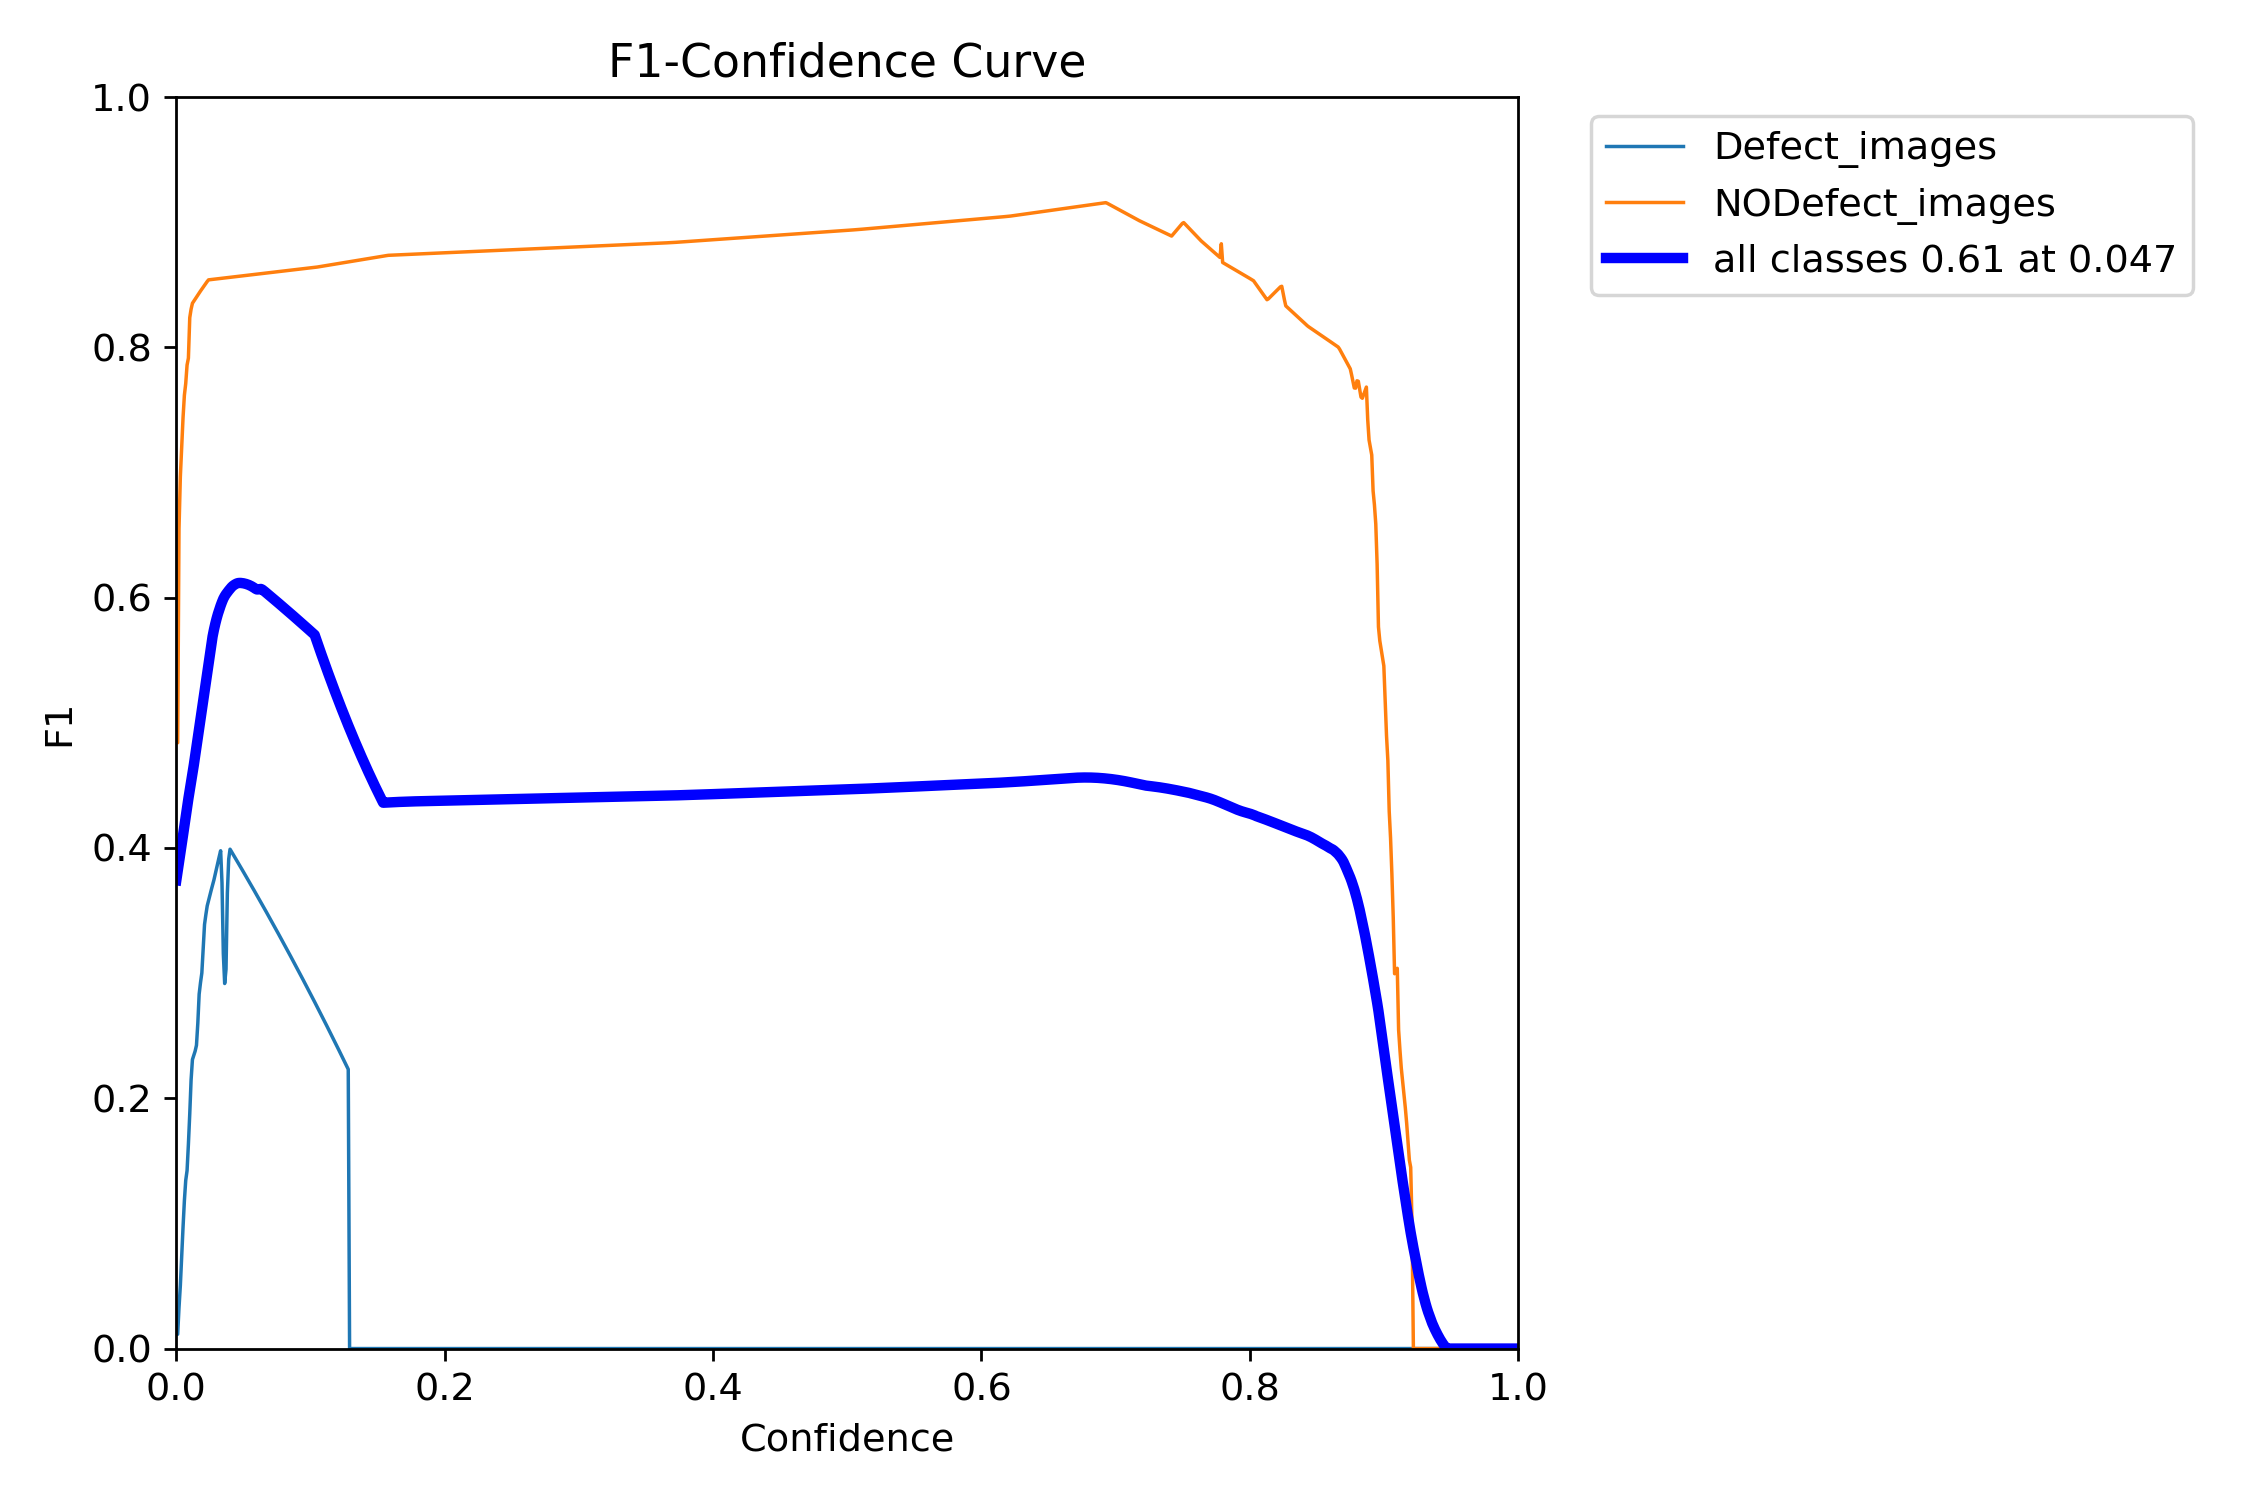 F1-Confidence Curve
1.0
0.8
0.6
0.4
0.2
0.0
F1
0.0 0.2 0.4 0.6 0.8 1.0
Confidence
Defect_images
NODefect_images
all classes 0.61 at 0.047